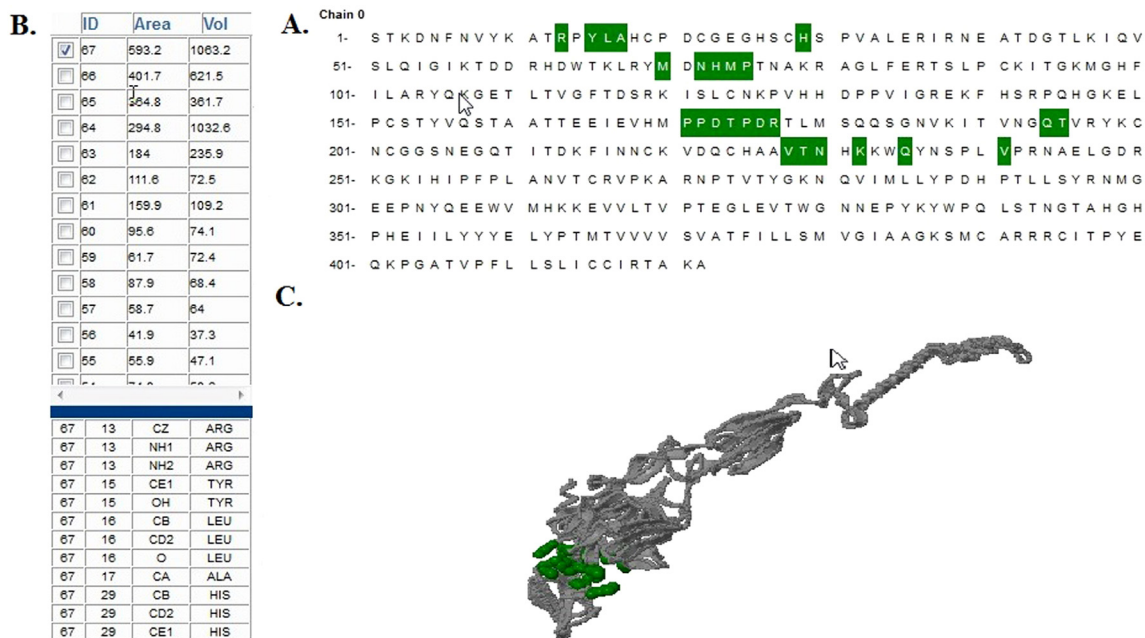 A.
Chain 0
1- S T K D N F N V Y K A T R P Y L A H C P D C G E G H S C H S P V A L E R I R N E A T D G T L K I Q V
51- S L Q I G I K T D D R H D W T K L R Y M D N H M P T N A K R A G L F E R T S L P C K I T G K M G H F
101- I L A R Y Q K G E T L T V G F T D S R K I S L C N K P V H H D P P V I G R E K F H S R P Q H G K E L
151- P C S T Y V Q S T A A T T E E I E V H M P P D T P D R T L M S Q Q S G N V K I T V N G Q T V R Y K C
201- N C G G S N E G Q T I T D K F I N N C K V D Q C H A A V T N H K K W Q Y N S P L V P R N A E L G D R
251- K G K I H I P F P L A N V T C R V P K A R N P T V T Y G K N Q V I M L L Y P D H P T L L S Y R N M G
301- E E P N Y Q E E W V M H K K E V V L T V P T E G L E V T W G N N E P Y K Y W P Q L S T N G T A H G H
351- P H E I I L Y Y Y E L Y P T M T V V V V S V A T F I L L S M V G I A A G K S M C A R R R C I T P Y E
401- Q K P G A T V P F L L S L I C C I R T A K A
B.
ID Area Vol
67 593.2 1063.2
66 401.7 621.5
65 364.8 361.7
64 294.8 1032.6
63 184 235.9
62 111.6 72.5
61 159.9 109.2
60 95.6 74.1
59 61.7 72.4
58 87.9 68.4
57 58.7 64
56 41.9 37.3
55 55.9 47.1
67 13 CZ ARG
67 13 NH1 ARG
67 13 NH2 ARG
67 15 CE1 TYR
67 15 OH TYR
67 16 CB LEU
67 16 CD2 LEU
67 16 O LEU
67 17 CA ALA
67 29 CB HIS
67 29 CD2 HIS
67 29 CE1 HIS
C.